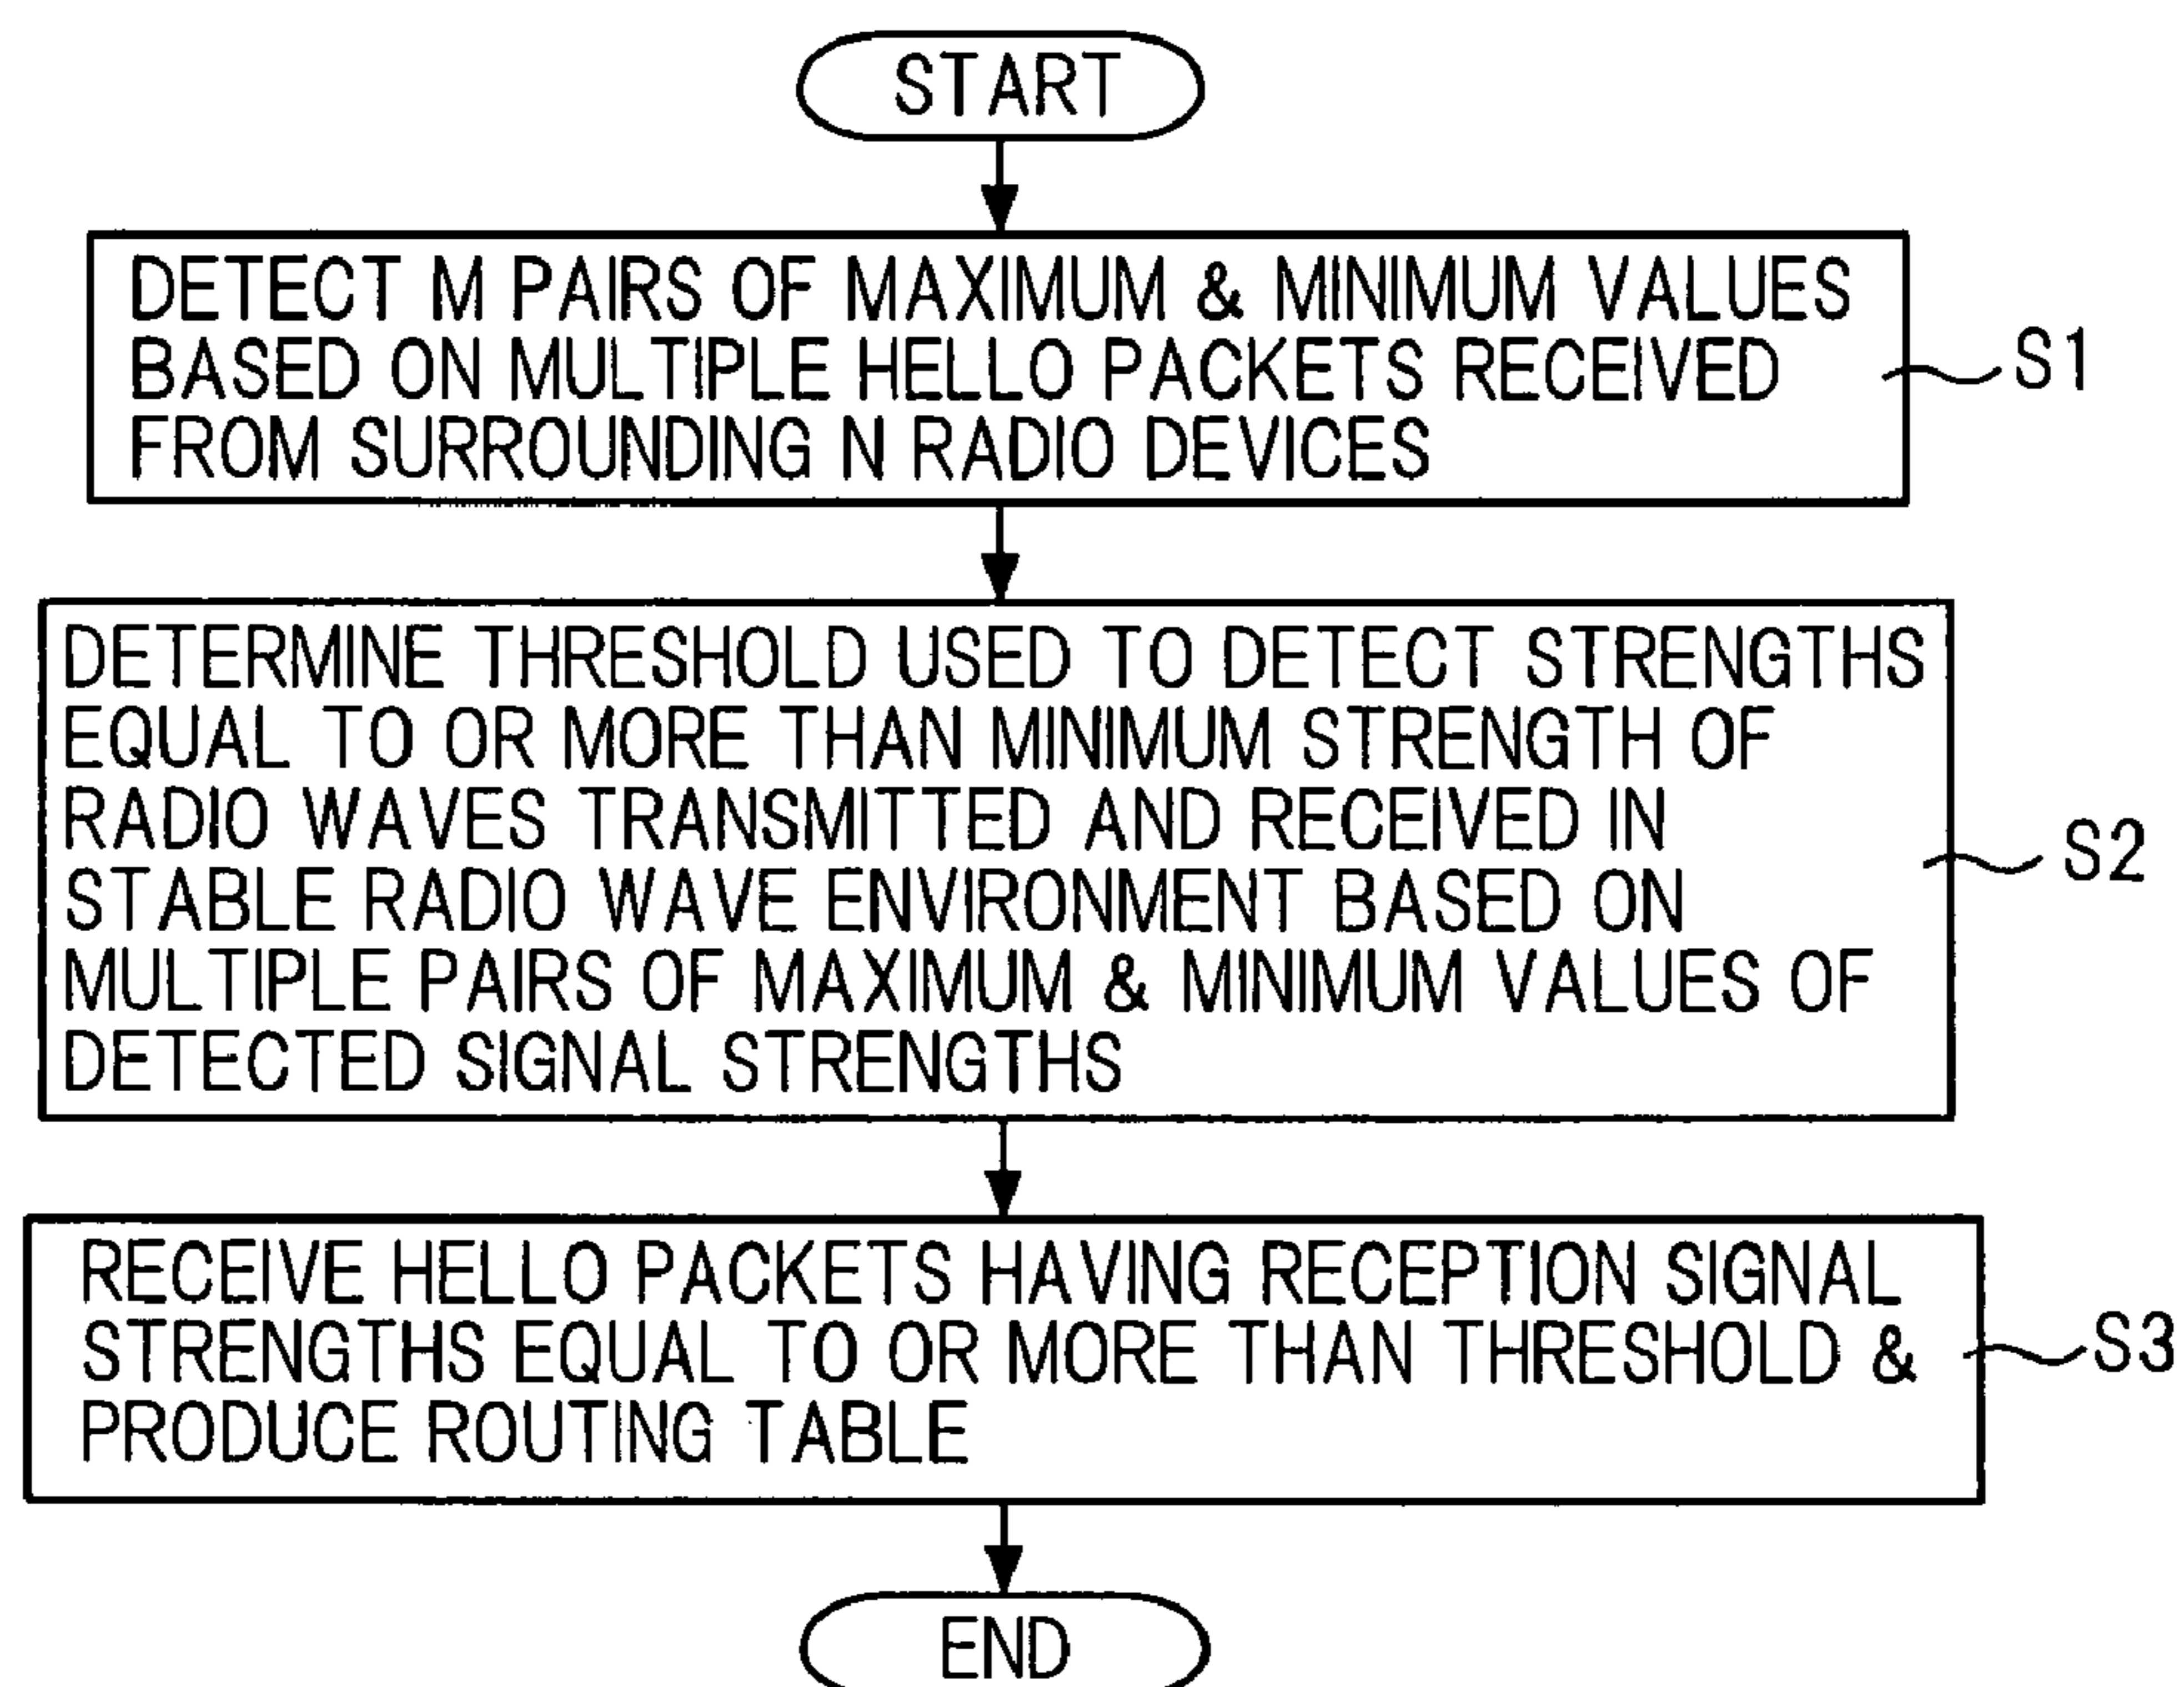 START
DETECT M PAIRS OF MAXIMUM & MINIMUM VALUES
BASED ON MULTIPLE HELLO PACKETS RECEIVED
FROM SURROUNDING N RADIO DEVICES
S1
DETERMINE THRESHOLD USED TO DETECT STRENGTHS
EQUAL TO OR MORE THAN MINIMUM STRENGTH OF
RADIO WAVES TRANSMITTED AND RECEIVED IN
STABLE RADIO WAVE ENVIRONMENT BASED ON
MULTIPLE PAIRS OF MAXIMUM & MINIMUM VALUES OF
DETECTED SIGNAL STRENGTHS
S2
RECEIVE HELLO PACKETS HAVING RECEPTION SIGNAL
STRENGTHS EQUAL TO OR MORE THAN THRESHOLD &
PRODUCE ROUTING TABLE
S3
END